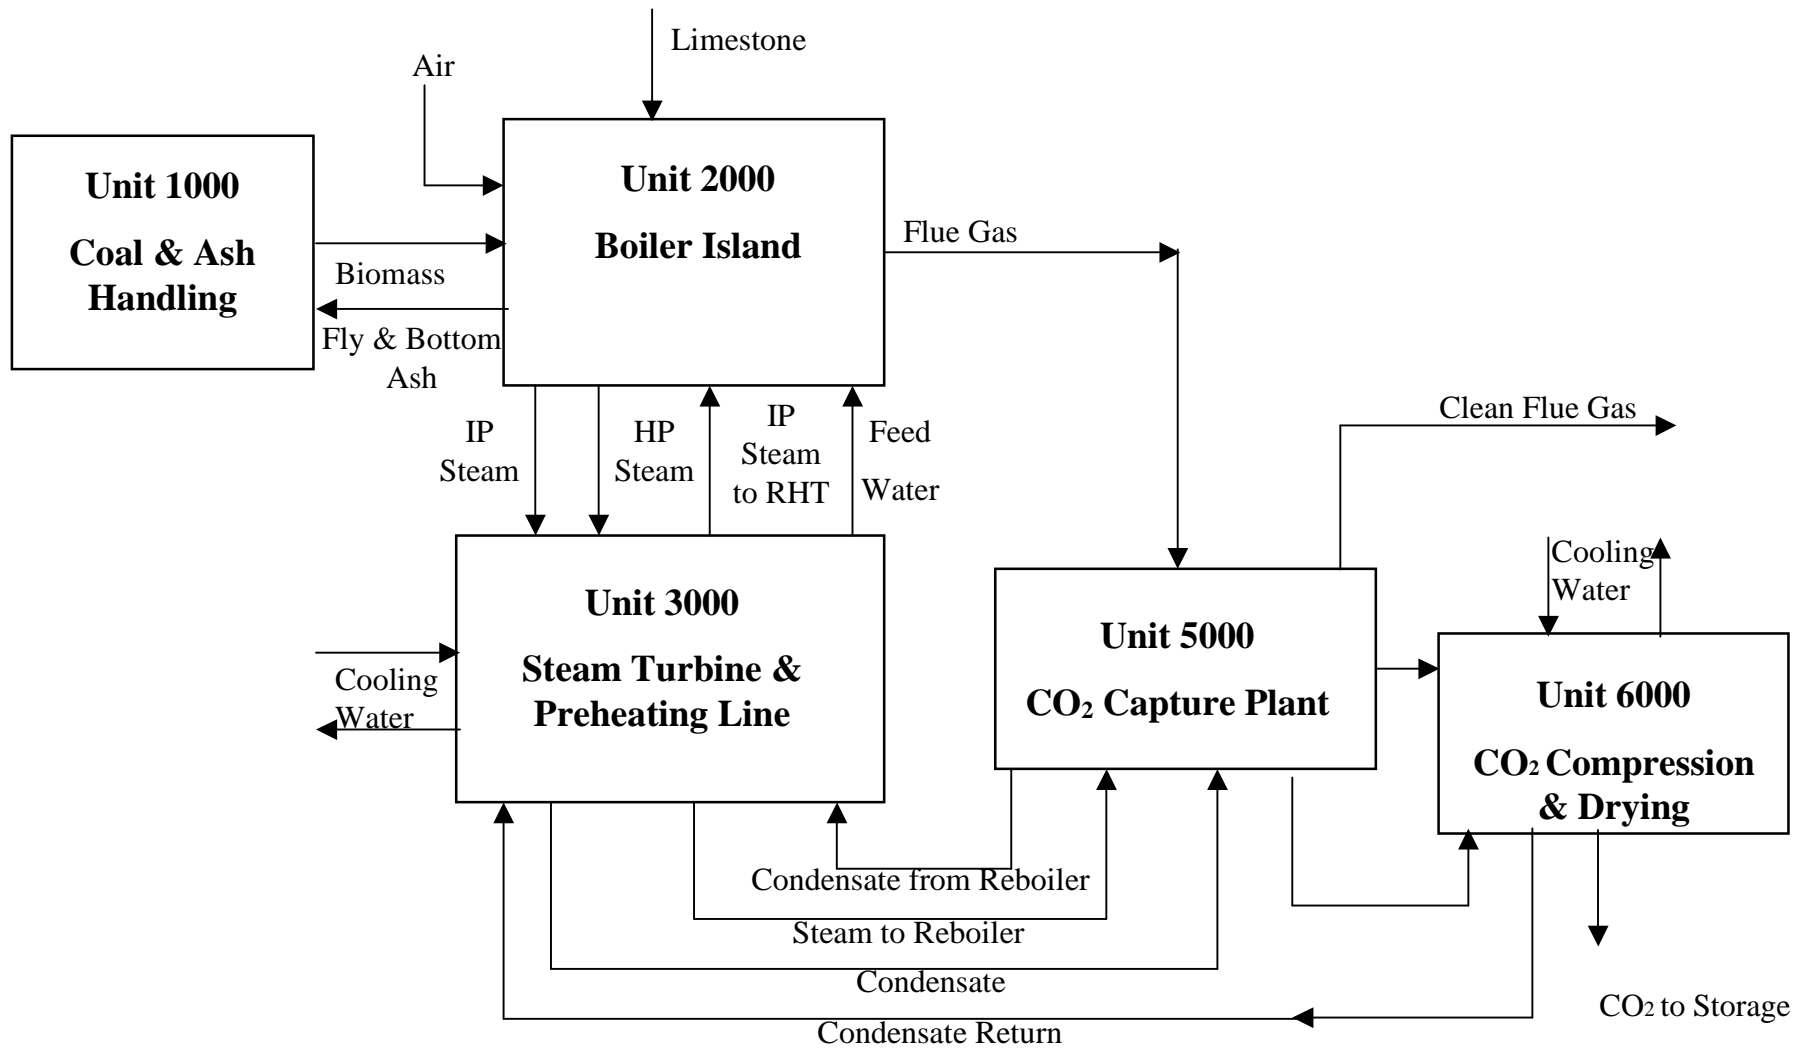 Limestone
Air
Unit 1000
Coal & Ash
Handling
Unit 2000
Boiler Island
Biomass
Fly & Bottom
Ash
Flue Gas
IP
Steam
HP
Steam
IP
Steam
to RHT
Feed
Water
Clean Flue Gas
Unit 3000
Steam Turbine &
Preheating Line
Cooling
Water
Unit 5000
CO2 Capture Plant
Cooling
Water
Unit 6000
CO2 Compression
& Drying
Condensate from Reboiler
Steam to Reboiler
Condensate
Condensate Return
CO2 to Storage